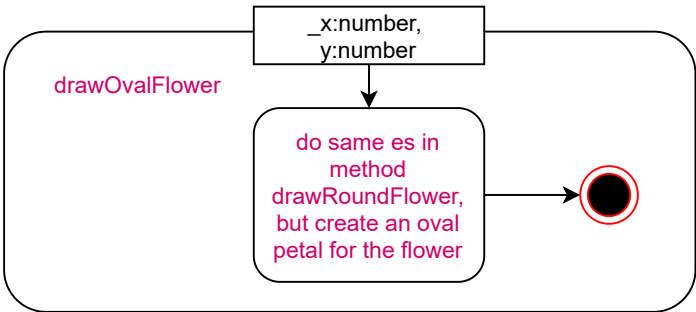 _x:number,
y:number
drawOvalFlower
do same es in
method
drawRoundFlower,
but create an oval
petal for the flower